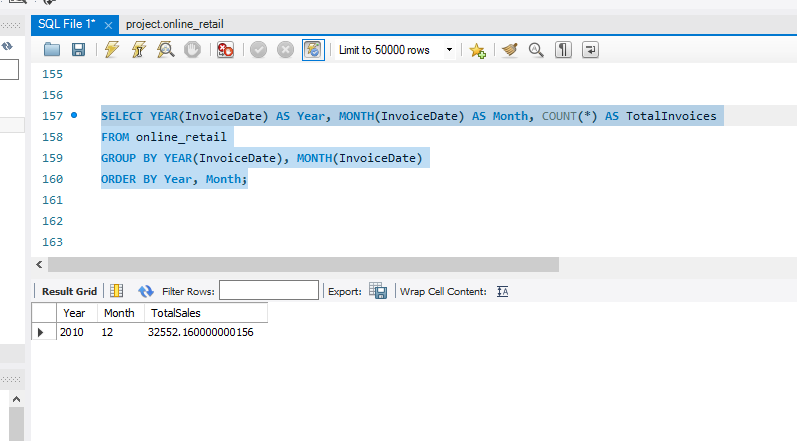 SQL File 1* × project.online_retail
Limit to 50000 rows
155
156
157 SELECT YEAR(InvoiceDate) AS Year, MONTH(InvoiceDate) AS Month, COUNT(*) AS TotalInvoices
158 FROM online_retail
159 GROUP BY YEAR(InvoiceDate), MONTH(InvoiceDate)
160 ORDER BY Year, Month;
161
162
163
Result Grid Filter Rows: Export: Wrap Cell Content:
Year Month TotalSales
2010 12 32552.160000000156